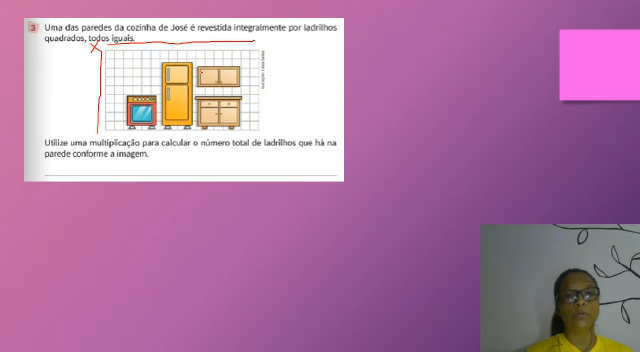 3 Uma das paredes da cozinha de José é revestida integralmente por ladrilhos
quadrados, todos iguais.
Utilize uma multiplicação para calcular o número total de ladrilhos que há na
parede conforme a imagem.